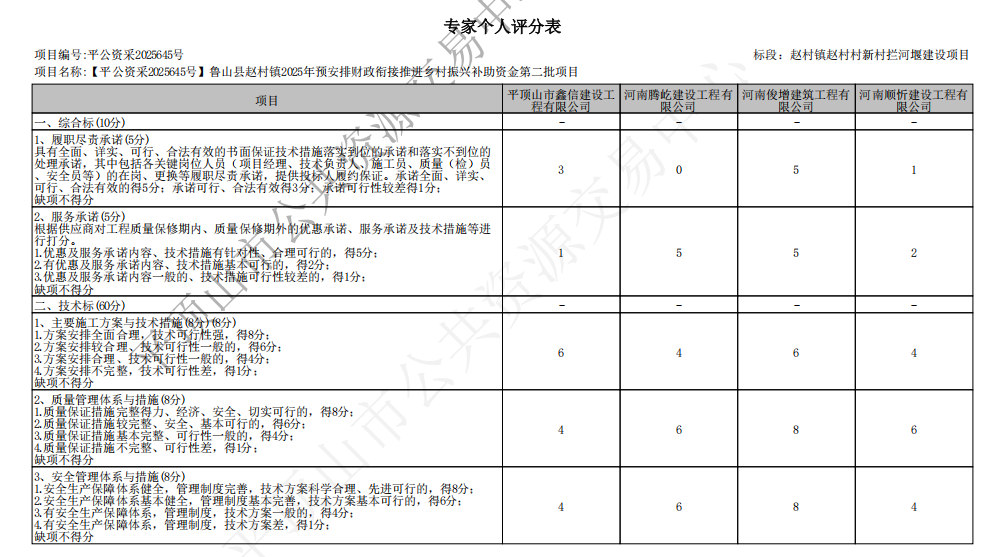 专家个人评分表
项目编号:平公资采2025645号
标段: 赵村镇赵村村新村拦河堰建设项目
项目名称:【平公资采2025645号】鲁山县赵村镇2025年预安排财政衔接推进乡村振兴补助资金第二批项目
项目
平顶山市鑫信建设工程有限公司
河南腾屹建设工程有限公司
河南俊增建筑工程有限公司
河南顺忻建设工程有限公司
一、综合标(10分)
- - - -
1、履职尽责承诺(5分)
具有全面、详实、可行、合法有效的书面保证技术措施落实到位的承诺和落实不到位的
处理承诺，其中包括各关键岗位人员（项目经理、技术负责人、施工员、质量（检）员
、安全员等）的在岗、更换等履职尽责承诺，提供投标人履约保证。承诺全面、详实、
可行、合法有效的得5分；承诺可行、合法有效得3分；承诺可行性较差得1分；
缺项不得分
3 0 5 1
2、服务承诺(5分)
根据供应商对工程质量保修期内、质量保修期外的优惠承诺、服务承诺及技术措施等进
行打分。
1.优惠及服务承诺内容、技术措施有针对性、合理可行的，得5分；
2.有优惠及服务承诺内容、技术措施基本可行的，得2分；
3.优惠及服务承诺内容一般的、技术措施可行性较差的，得1分；
缺项不得分
1 5 5 2
二、技术标(60分)
- - - -
1、主要施工方案与技术措施(8分)(8分)
1.方案安排全面合理，技术可行性强，得8分；
2.方案安排较合理、技术可行性一般的，得6分；
3.方案安排合理、技术可行性一般的，得4分；
4.方案安排不完整，技术可行性差，得1分；
缺项不得分
6 4 6 4
2、质量管理体系与措施(8分)
1.质量保证措施完整得力、经济、安全、切实可行的，得8分；
2.质量保证措施较完整、安全、基本可行的，得6分；
3.质量保证措施基本完整、可行性一般的，得4分；
4.质量保证措施不完整、可行性差，得1分；
缺项不得分
4 6 8 6
3、安全管理体系与措施(8分)
1.安全生产保障体系健全，管理制度完善，技术方案科学合理、先进可行的，得8分；
2.安全生产保障体系基本健全，管理制度基本完善，技术方案基本可行的，得6分；
3.有安全生产保障体系，管理制度，技术方案一般的，得4分；
4.有安全生产保障体系，管理制度，技术方案差，得1分；
缺项不得分
4 6 8 4
平顶山市公共资源交易中心
平顶山市公共资源交易中心